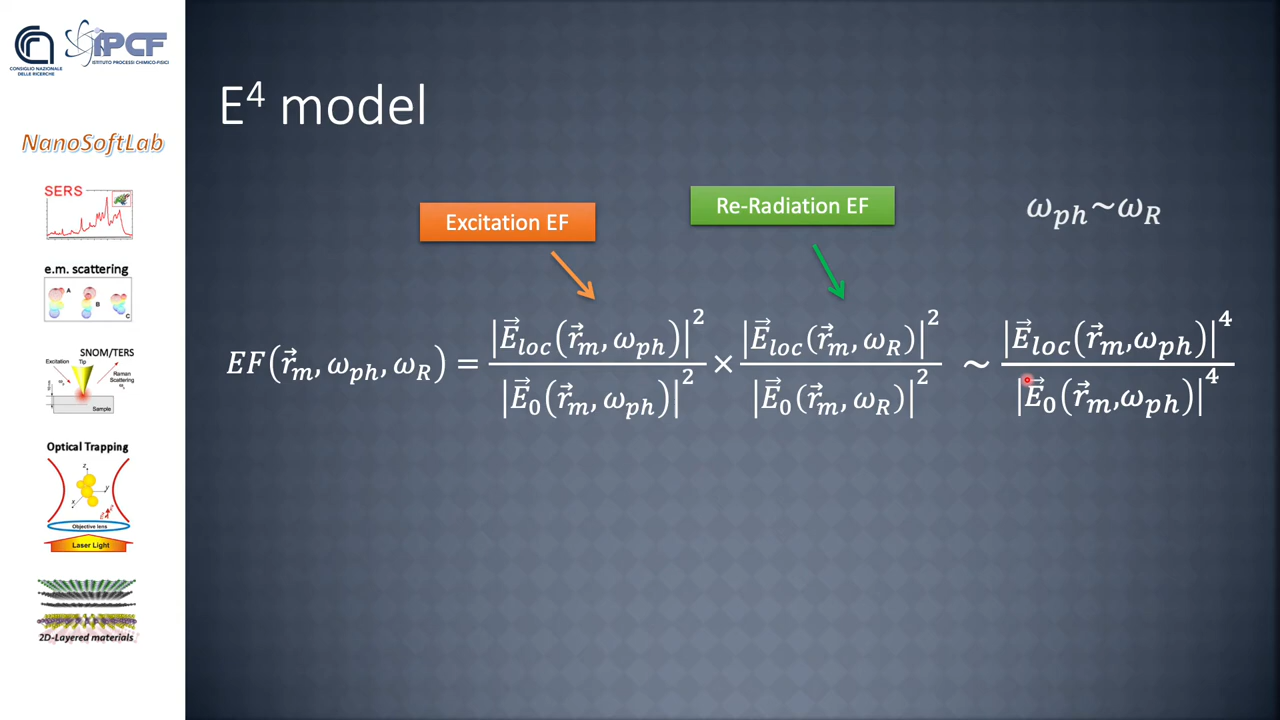 CONSIGLIO NAZIONALE
DELLE RICERCHE
IPCF
ISTITUTO PROCESSI CHIMICO-FISICI
NanoSoftLab
SERS
e.m. scattering
A
B
C
SNOM/TERS
Excitation
Tip
Raman
Scattering
Sample
Optical Trapping
z
y
x
Objective lens
Laser Light
2D-Layered materials
E⁴ model
Excitation EF
Re-Radiation EF
ω_ph~ω_R
EF(r⃗_m, ω_ph, ω_R) = |E⃗_loc(r⃗_m, ω_ph)|² / |E⃗_0(r⃗_m, ω_ph)|² × |E⃗_loc(r⃗_m, ω_R)|² / |E⃗_0(r⃗_m, ω_R)|² ~ |E⃗_loc(r⃗_m,ω_ph)|⁴ / |E⃗_0(r⃗_m,ω_ph)|⁴